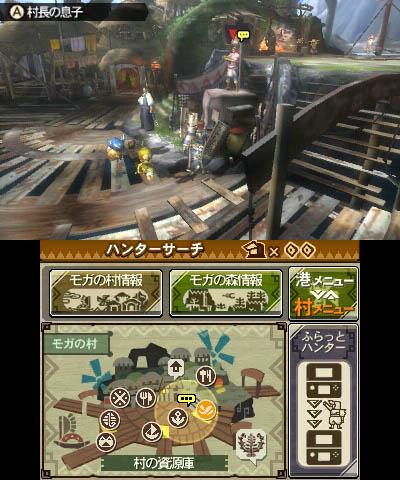 A 村長の息子
ハンターサーチ
×
モガの村情報
モガの森情報
港メニュー
村メニュー
モガの村
ふらっと
ハンター
村の資源庫